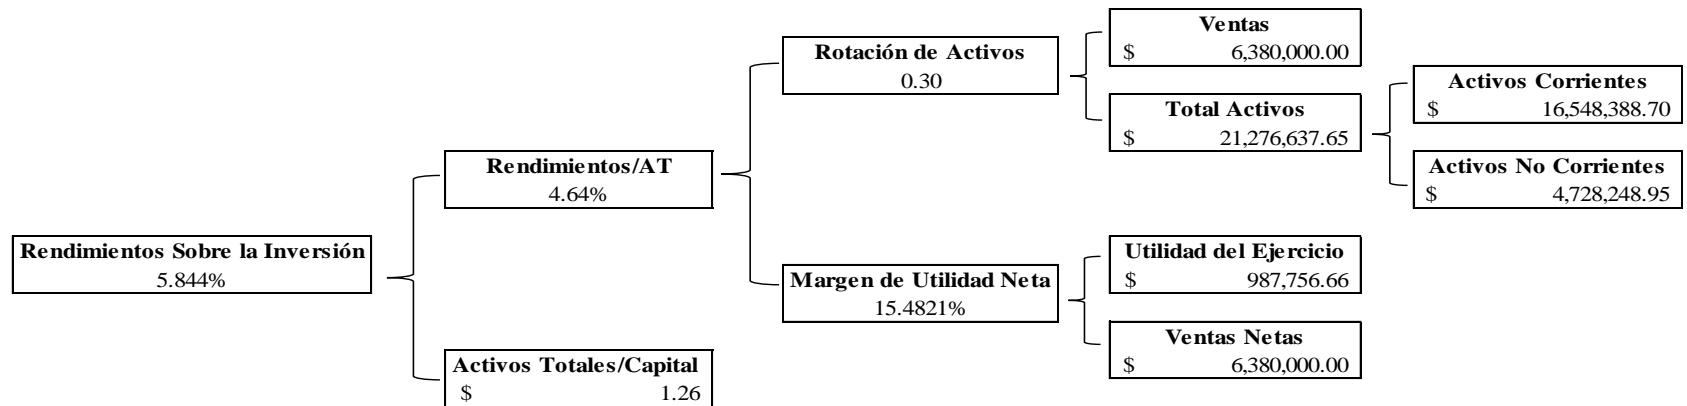 Ventas
$ 6,380,000.00
Rotación de Activos
0.30
Activos Corrientes
$ 16,548,388.70
Total Activos
$ 21,276,637.65
Rendimientos/AT
4.64%
Activos No Corrientes
$ 4,728,248.95
Rendimientos Sobre la Inversión
5.844%
Utilidad del Ejercicio
$ 987,756.66
Margen de Utilidad Neta
15.4821%
Ventas Netas
$ 6,380,000.00
Activos Totales/Capital
$ 1.26